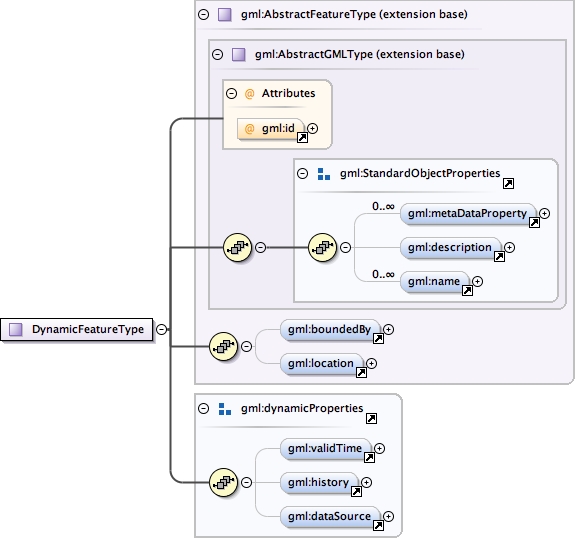 gml:AbstractFeatureType (extension base)
gml:AbstractGMLType (extension base)
@ Attributes
@ gml:id
gml:StandardObjectProperties
0..∞
gml:metaDataProperty
gml:description
0..∞
gml:name
DynamicFeatureType
gml:boundedBy
gml:location
gml:dynamicProperties
gml:validTime
gml:history
gml:dataSource